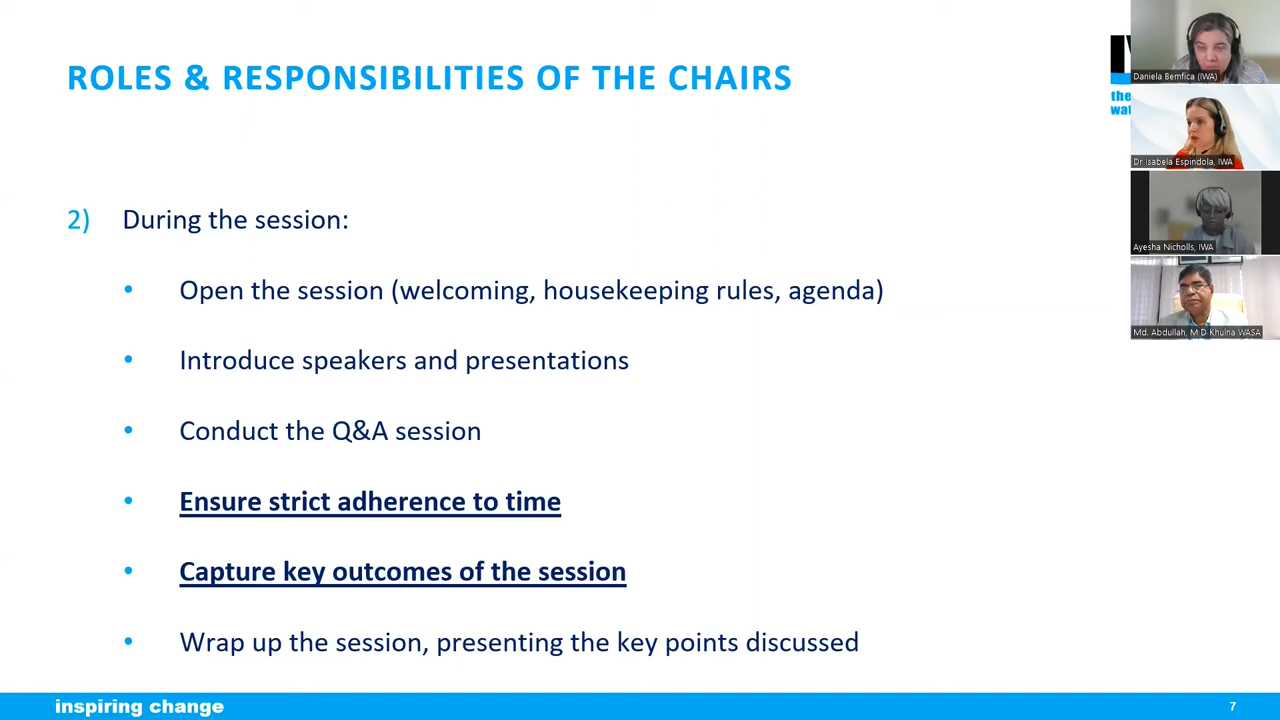 ROLES & RESPONSIBILITIES OF THE CHAIRS
2) During the session:
• Open the session (welcoming, housekeeping rules, agenda)
• Introduce speakers and presentations
• Conduct the Q&A session
• Ensure strict adherence to time
• Capture key outcomes of the session
• Wrap up the session, presenting the key points discussed
inspiring change
7
the
Daniela Bemfica (IWA)
Dr Isabela Espindola, IWA
Ayesha Nicholls, IWA
Md. Abdullah, M D Khulna WASA